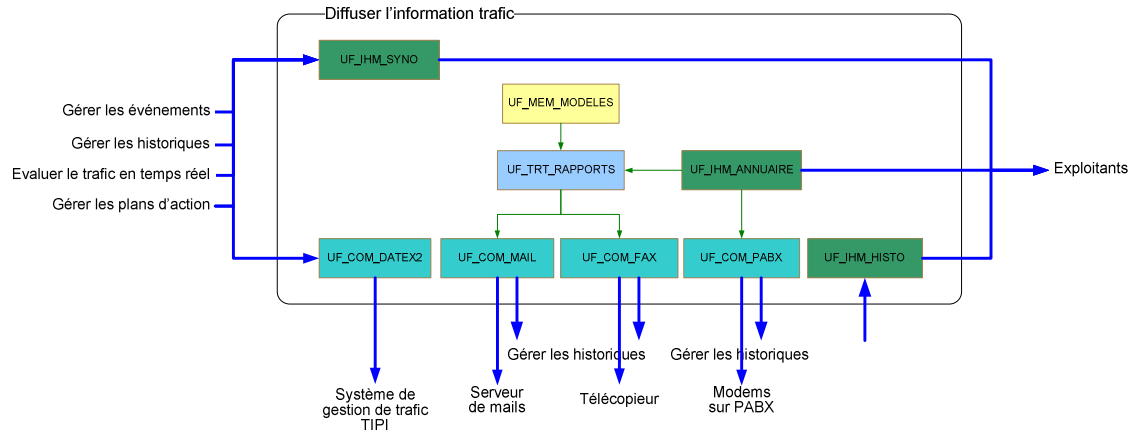 Diffuser l’information trafic
UF_IHM_SYNO
UF_MEM_MODELES
Gérer les événements
Gérer les historiques
Evaluer le trafic en temps réel
Gérer les plans d’action
UF_TRT_RAPPORTS
UF_IHM_ANNUAIRE
Exploitants
UF_COM_DATEX2
UF_COM_MAIL
UF_COM_FAX
UF_COM_PABX
UF_IHM_HISTO
Gérer les historiques
Gérer les historiques
Système de
gestion de trafic
TIPI
Serveur
de mails
Télécopieur
Modems
sur PABX